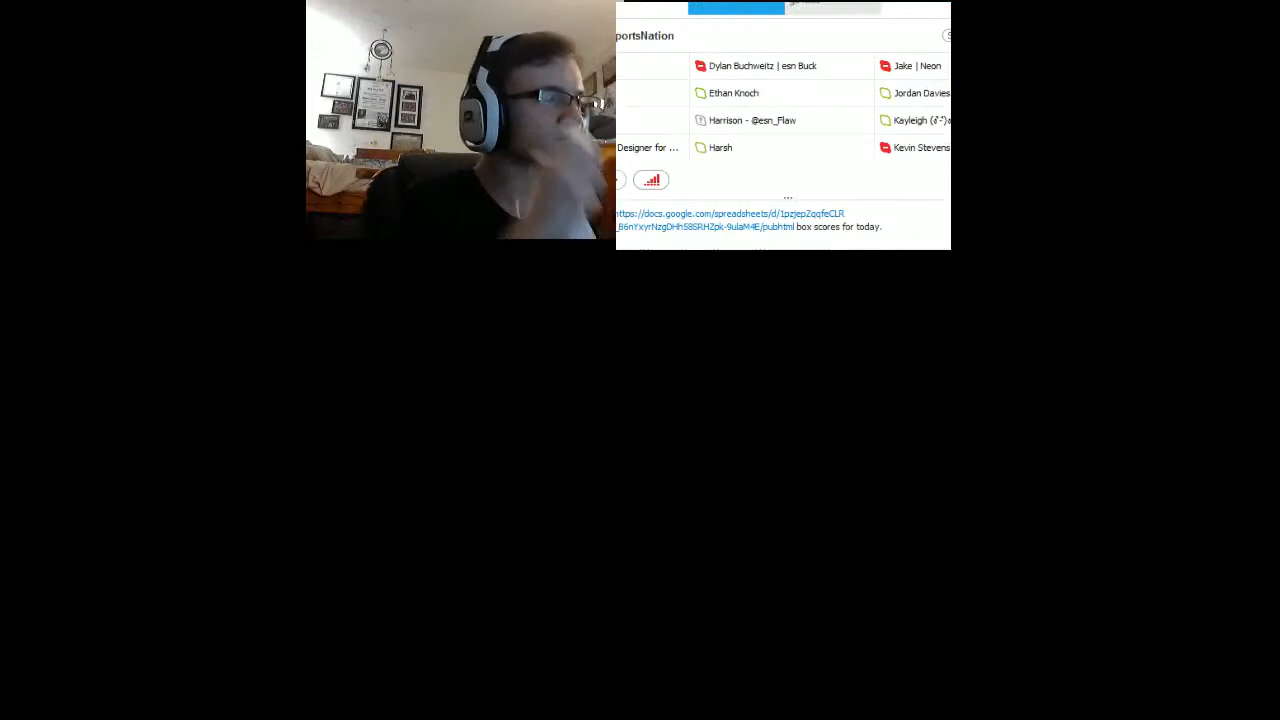 portsNation
Dylan Buchweitz | esn Buck
Jake | Neon
Ethan Knoch
Jordan Davies
Harrison - @esn_Flaw
Kayleigh
Designer for ...
Harsh
Kevin Stevens
...
https://docs.google.com/spreadsheets/d/1pzjepZqqfeCLR
_B6nYxyrNzgDHh58SRHZpk-9ulaM4E/pubhtml box scores for today.